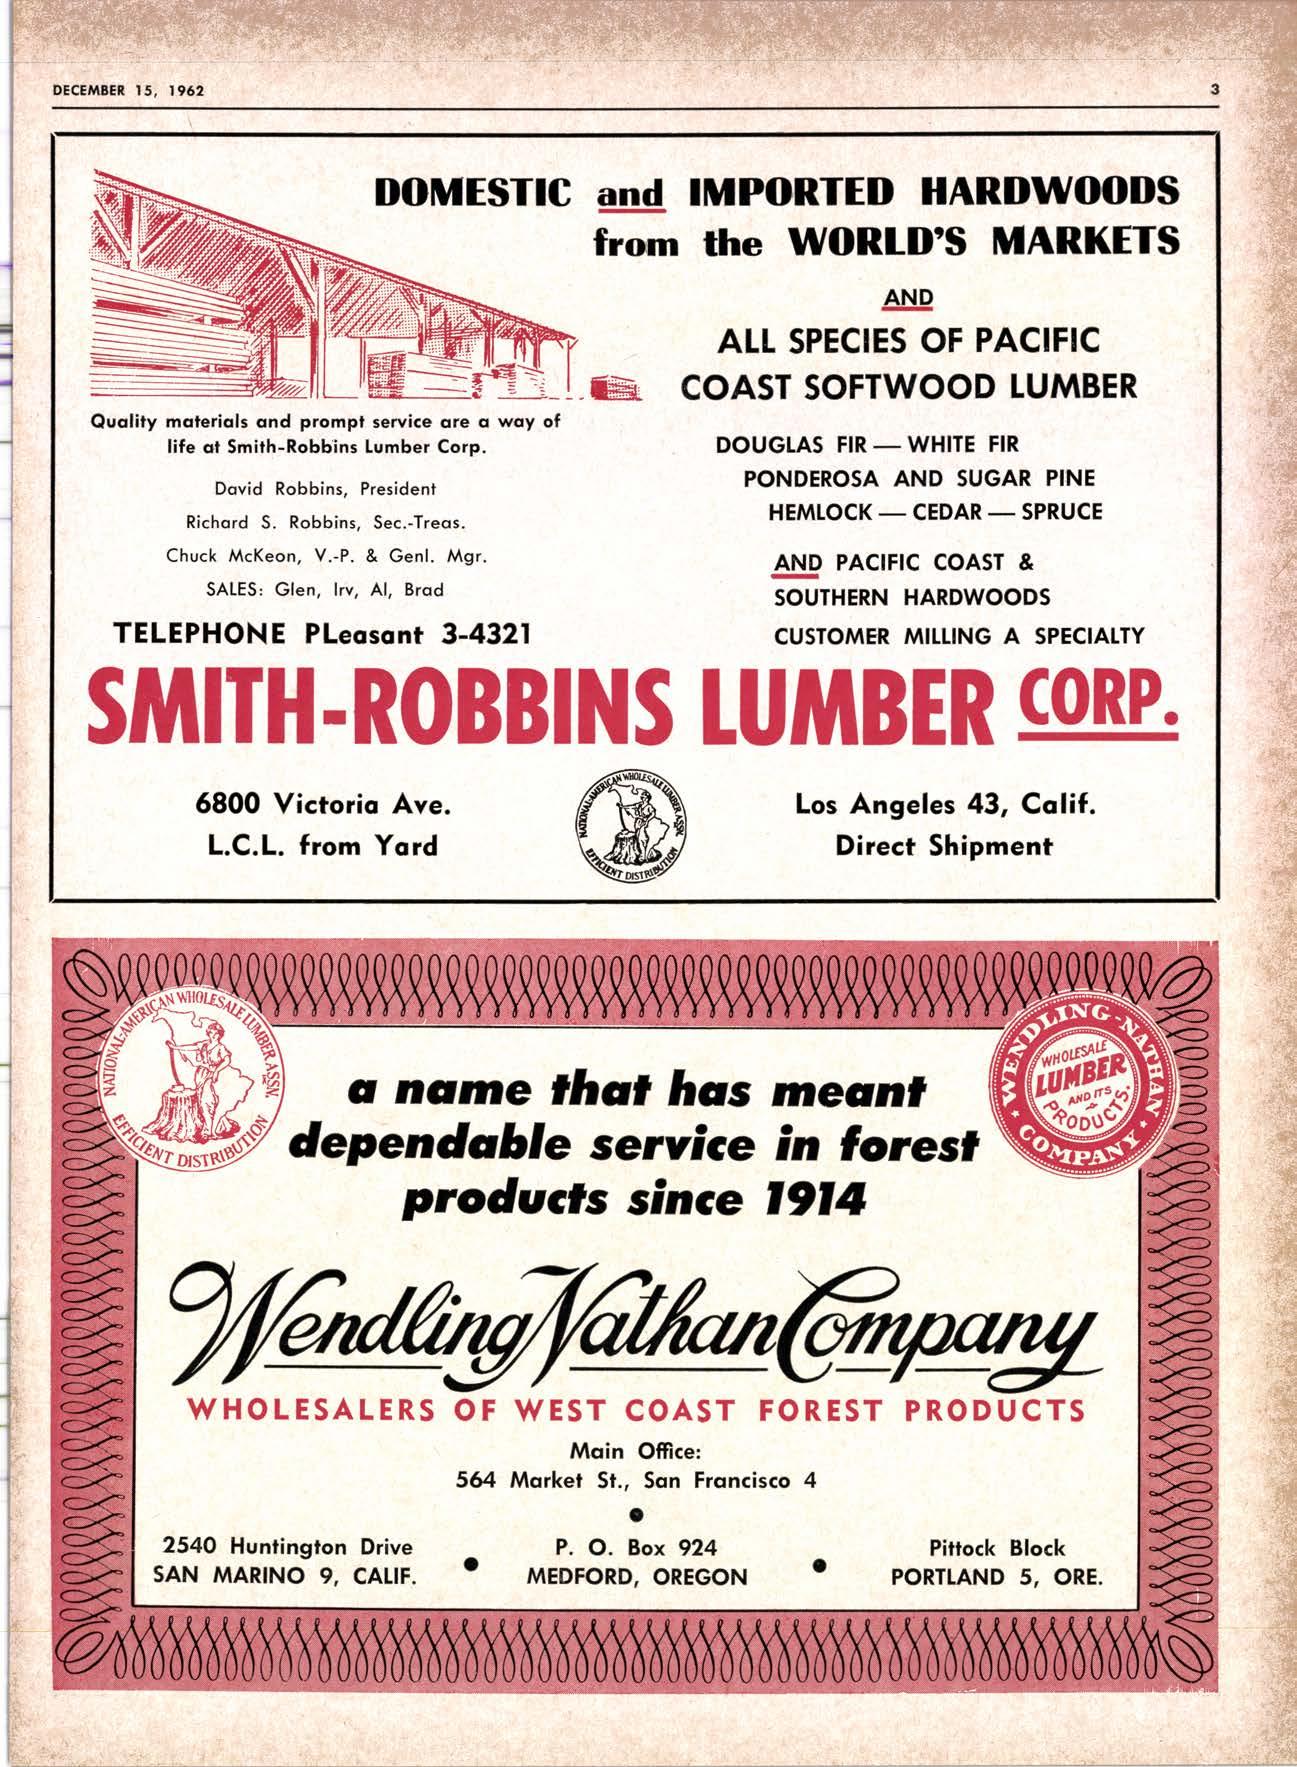 DECEMBER 15, 1962 3
DOMESTIC and IMPORTED HARDWOODS
from the WORLD'S MARKETS
AND
ALL SPECIES OF PACIFIC
COAST SOFTWOOD LUMBER
Quality materials and prompt service are a way of
life at Smith-Robbins Lumber Corp.
David Robbins, President
Richard S. Robbins, Sec.-Treas.
Chuck McKeon, V.-P. & Genl. Mgr.
SALES: Glen, Irv, Al, Brad
TELEPHONE PLeasant 3-4321
DOUGLAS FIR — WHITE FIR
PONDEROSA AND SUGAR PINE
HEMLOCK — CEDAR — SPRUCE
AND PACIFIC COAST &
SOUTHERN HARDWOODS
CUSTOMER MILLING A SPECIALTY
SMITH-ROBBINS LUMBER CORP.
6800 Victoria Ave.
L.C.L. from Yard
NATIONAL-AMERICAN WHOLESALE LUMBER ASSN.
EFFICIENT DISTRIBUTION
Los Angeles 43, Calif.
Direct Shipment
NATIONAL-AMERICAN WHOLESALE LUMBER ASSN.
EFFICIENT DISTRIBUTION
WENDLING-NATHAN
COMPANY
WHOLESALE
LUMBER
AND ITS
PRODUCTS.
a name that has meant
dependable service in forest
products since 1914
Wendling Nathan Company
WHOLESALERS OF WEST COAST FOREST PRODUCTS
Main Office:
564 Market St., San Francisco 4
2540 Huntington Drive
SAN MARINO 9, CALIF.
P. O. Box 924
MEDFORD, OREGON
Pittock Block
PORTLAND 5, ORE.